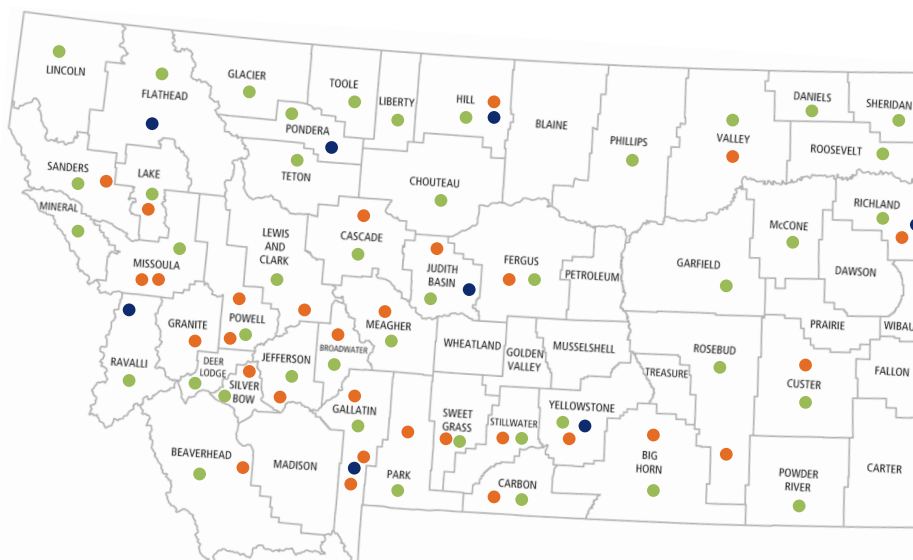 LINCOLN
FLATHEAD
GLACIER
TOOLE
LIBERTY
HILL
BLAINE
PHILLIPS
VALLEY
DANIELS
SHERIDAN
PONDERA
ROOSEVELT
SANDERS
LAKE
TETON
CHOUTEAU
RICHLAND
MINERAL
McCONE
LEWIS
AND
CLARK
CASCADE
MISSOULA
JUDITH
BASIN
FERGUS
PETROLEUM
GARFIELD
DAWSON
GRANITE
POWELL
MEAGHER
PRAIRIE
WIBAU
BROADWATER
WHEATLAND
GOLDEN
VALLEY
MUSSELSHELL
ROSEBUD
RAVALLI
DEER
LODGE
JEFFERSON
TREASURE
FALLON
SILVER
BOW
CUSTER
GALLATIN
SWEET
GRASS
STILLWATER
YELLOWSTONE
BEAVERHEAD
MADISON
BIG
HORN
CARTER
PARK
CARBON
POWDER
RIVER